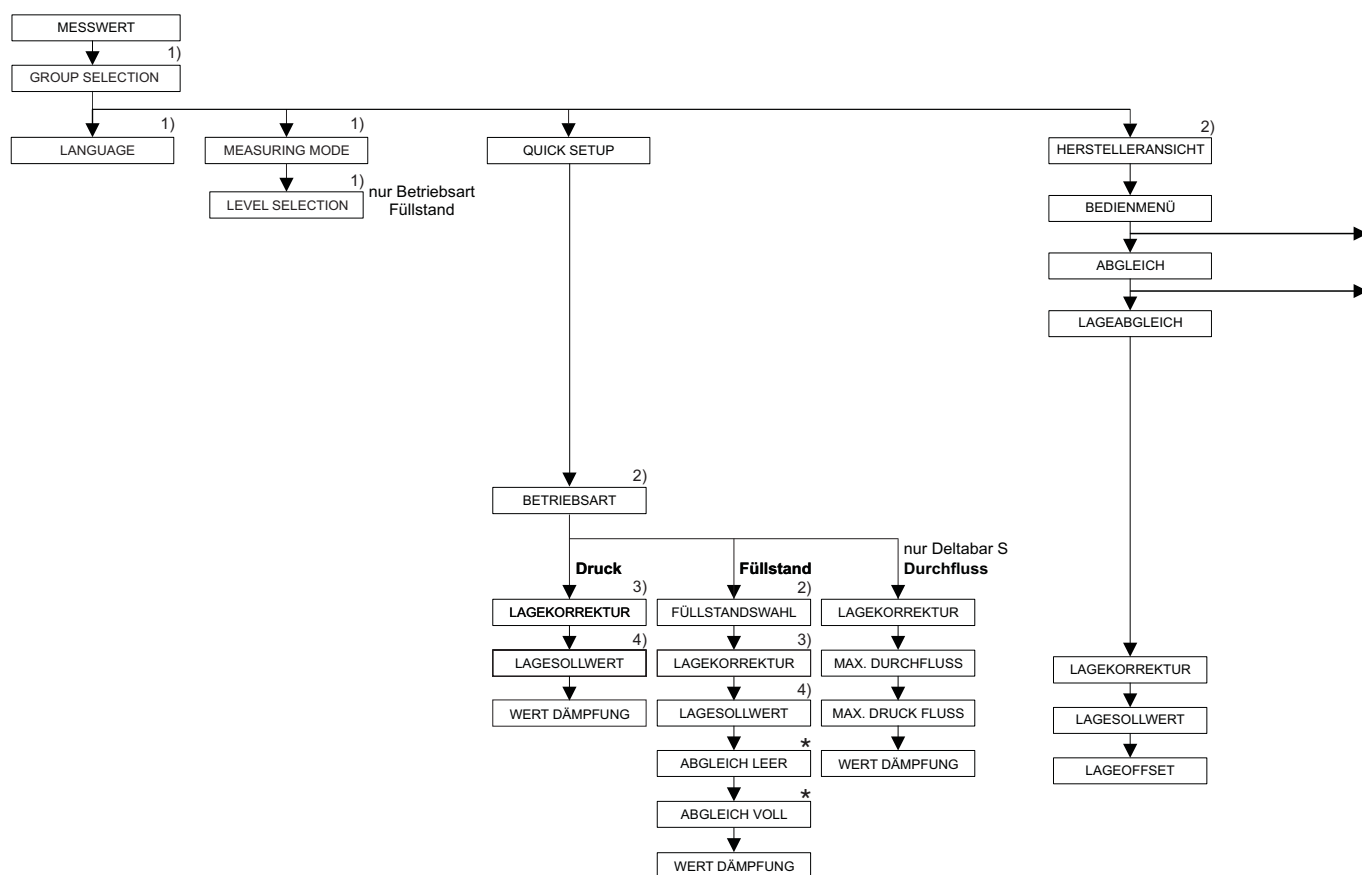 MESSWERT
1)
GROUP SELECTION
1)
LANGUAGE
1)
MEASURING MODE
QUICK SETUP
2)
HERSTELLERANSICHT
1)
LEVEL SELECTION
nur Betriebsart
Füllstand
BEDIENMENÜ
ABGLEICH
LAGEABGLEICH
2)
BETRIEBSART
Druck
Füllstand
nur Deltabar S
Durchfluss
3)
LAGEKORREKTUR
2)
FÜLLSTANDSWAHL
LAGEKORREKTUR
4)
LAGESOLLWERT
3)
LAGEKORREKTUR
MAX. DURCHFLUSS
LAGEKORREKTUR
WERT DÄMPFUNG
4)
LAGESOLLWERT
MAX. DRUCK FLUSS
LAGESOLLWERT
*
ABGLEICH LEER
WERT DÄMPFUNG
LAGEOFFSET
*
ABGLEICH VOLL
WERT DÄMPFUNG